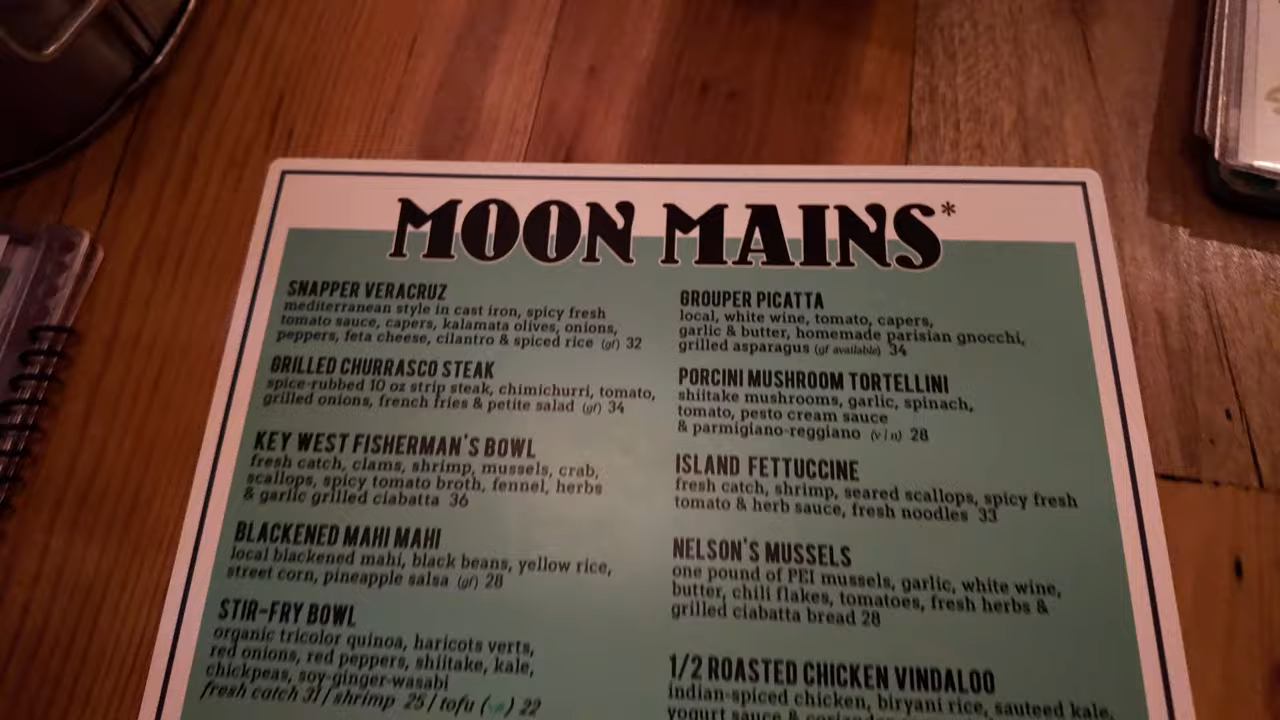 MOON MAINS*
SNAPPER VERACRUZ
mediterranean style in cast iron, spicy fresh
tomato sauce, capers, kalamata olives, onions,
peppers, feta cheese, cilantro & spiced rice (gf) 32
GRILLED CHURRASCO STEAK
spice-rubbed 10 oz strip steak, chimichurri, tomato,
grilled onions, french fries & petite salad (gf) 34
KEY WEST FISHERMAN'S BOWL
fresh catch, clams, shrimp, mussels, crab,
scallops, spicy tomato broth, fennel, herbs
& garlic grilled ciabatta 36
BLACKENED MAHI MAHI
local blackened mahi, black beans, yellow rice,
street corn, pineapple salsa (gf) 28
STIR-FRY BOWL
organic tricolor quinoa, haricots verts,
red onions, red peppers, shiitake, kale,
chickpeas, soy-ginger-wasabi
fresh catch 31 / shrimp 25 / tofu 22
GROUPER PICATTA
local, white wine, tomato, capers,
garlic & butter, homemade parisian gnocchi,
grilled asparagus (gf available) 34
PORCINI MUSHROOM TORTELLINI
shiitake mushrooms, garlic, spinach,
tomato, pesto cream sauce
& parmigiano-reggiano (v | n) 28
ISLAND FETTUCCINE
fresh catch, shrimp, seared scallops, spicy fresh
tomato & herb sauce, fresh noodles 33
NELSON'S MUSSELS
one pound of PEI mussels, garlic, white wine,
butter, chili flakes, tomatoes, fresh herbs &
grilled ciabatta bread 28
1/2 ROASTED CHICKEN VINDALOO
indian-spiced chicken, biryani rice, sauteed kale,
yogurt sauce &